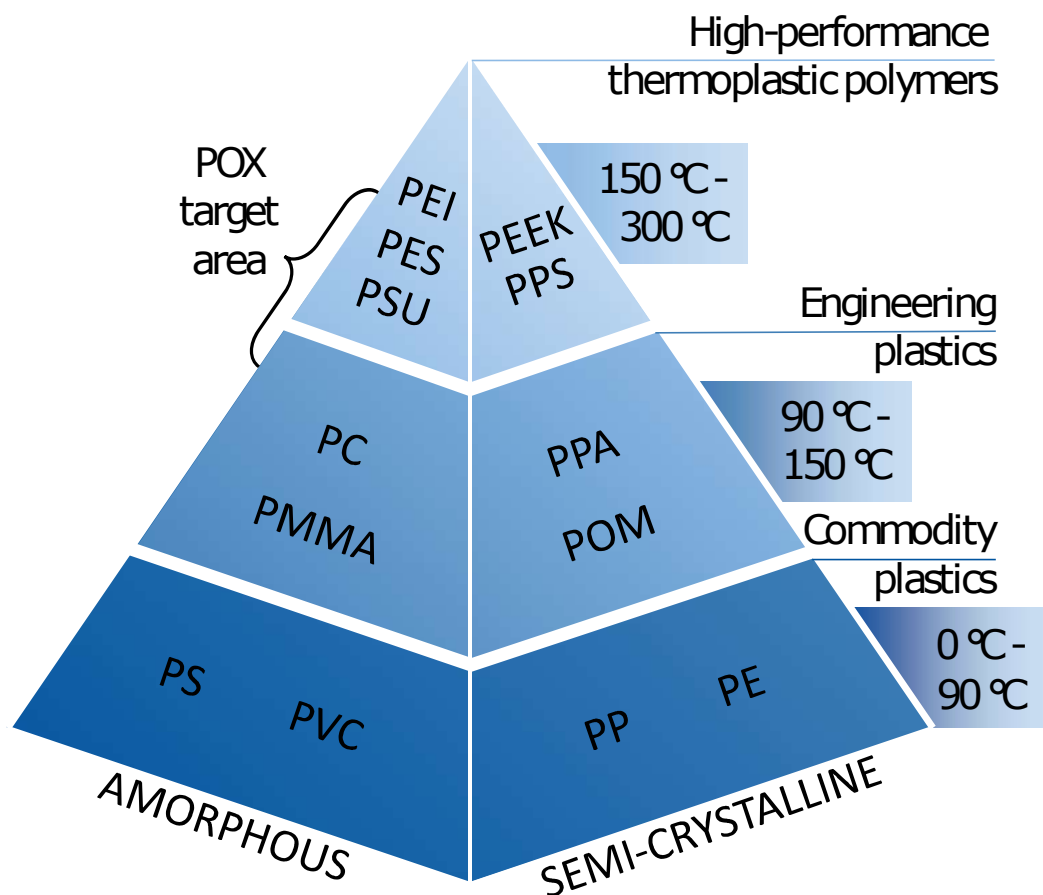 High-performance
thermoplastic polymers
POX
target
area
PEI
PES
PSU
PEEK
PPS
150 °C -
300 °C
Engineering
plastics
PC
PMMA
PPA
POM
90 °C -
150 °C
Commodity
plastics
PS
PVC
PP
PE
0 °C -
90 °C
AMORPHOUS
SEMI-CRYSTALLINE